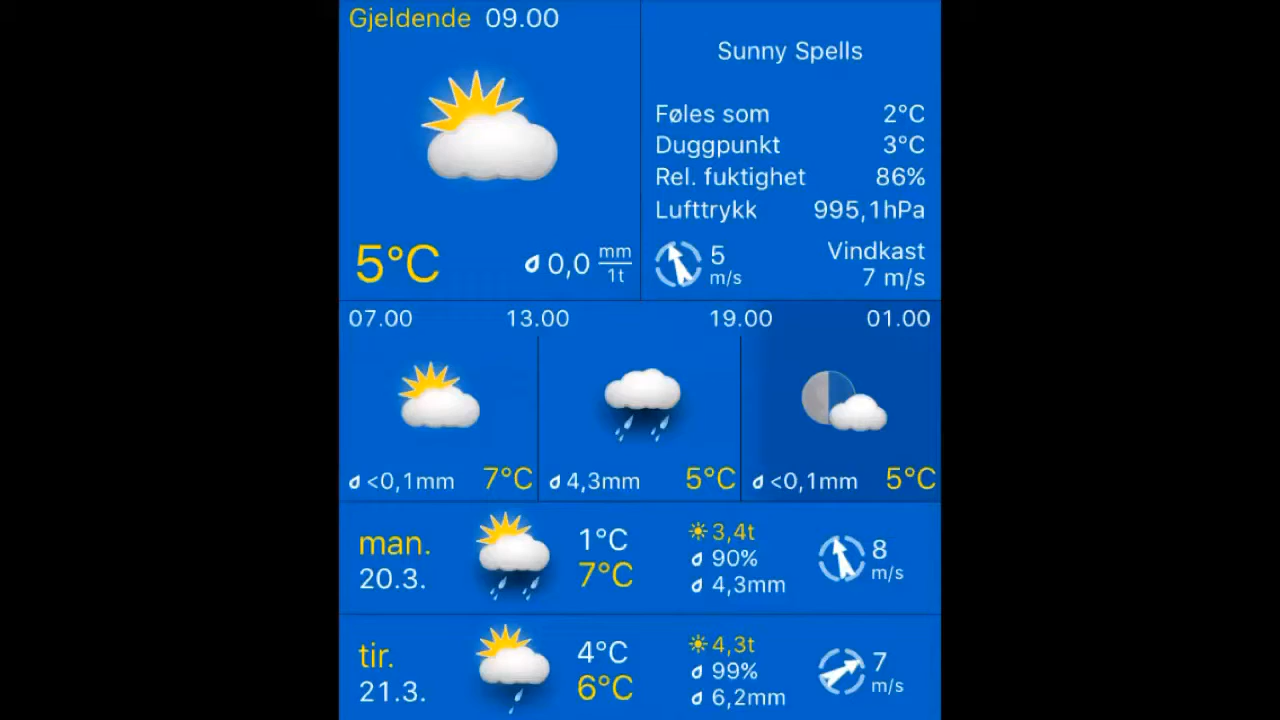 Gjeldende 09.00
5°C 0,0 mm
1t
Sunny Spells
Føles som 2°C
Duggpunkt 3°C
Rel. fuktighet 86%
Lufttrykk 995,1hPa
5
m/s
Vindkast
7 m/s
07.00 13.00 19.00 01.00
<0,1mm 7°C 4,3mm 5°C <0,1mm 5°C
man.
20.3.
1°C
7°C
3,4t
90%
4,3mm
8
m/s
tir.
21.3.
4°C
6°C
4,3t
99%
6,2mm
7
m/s